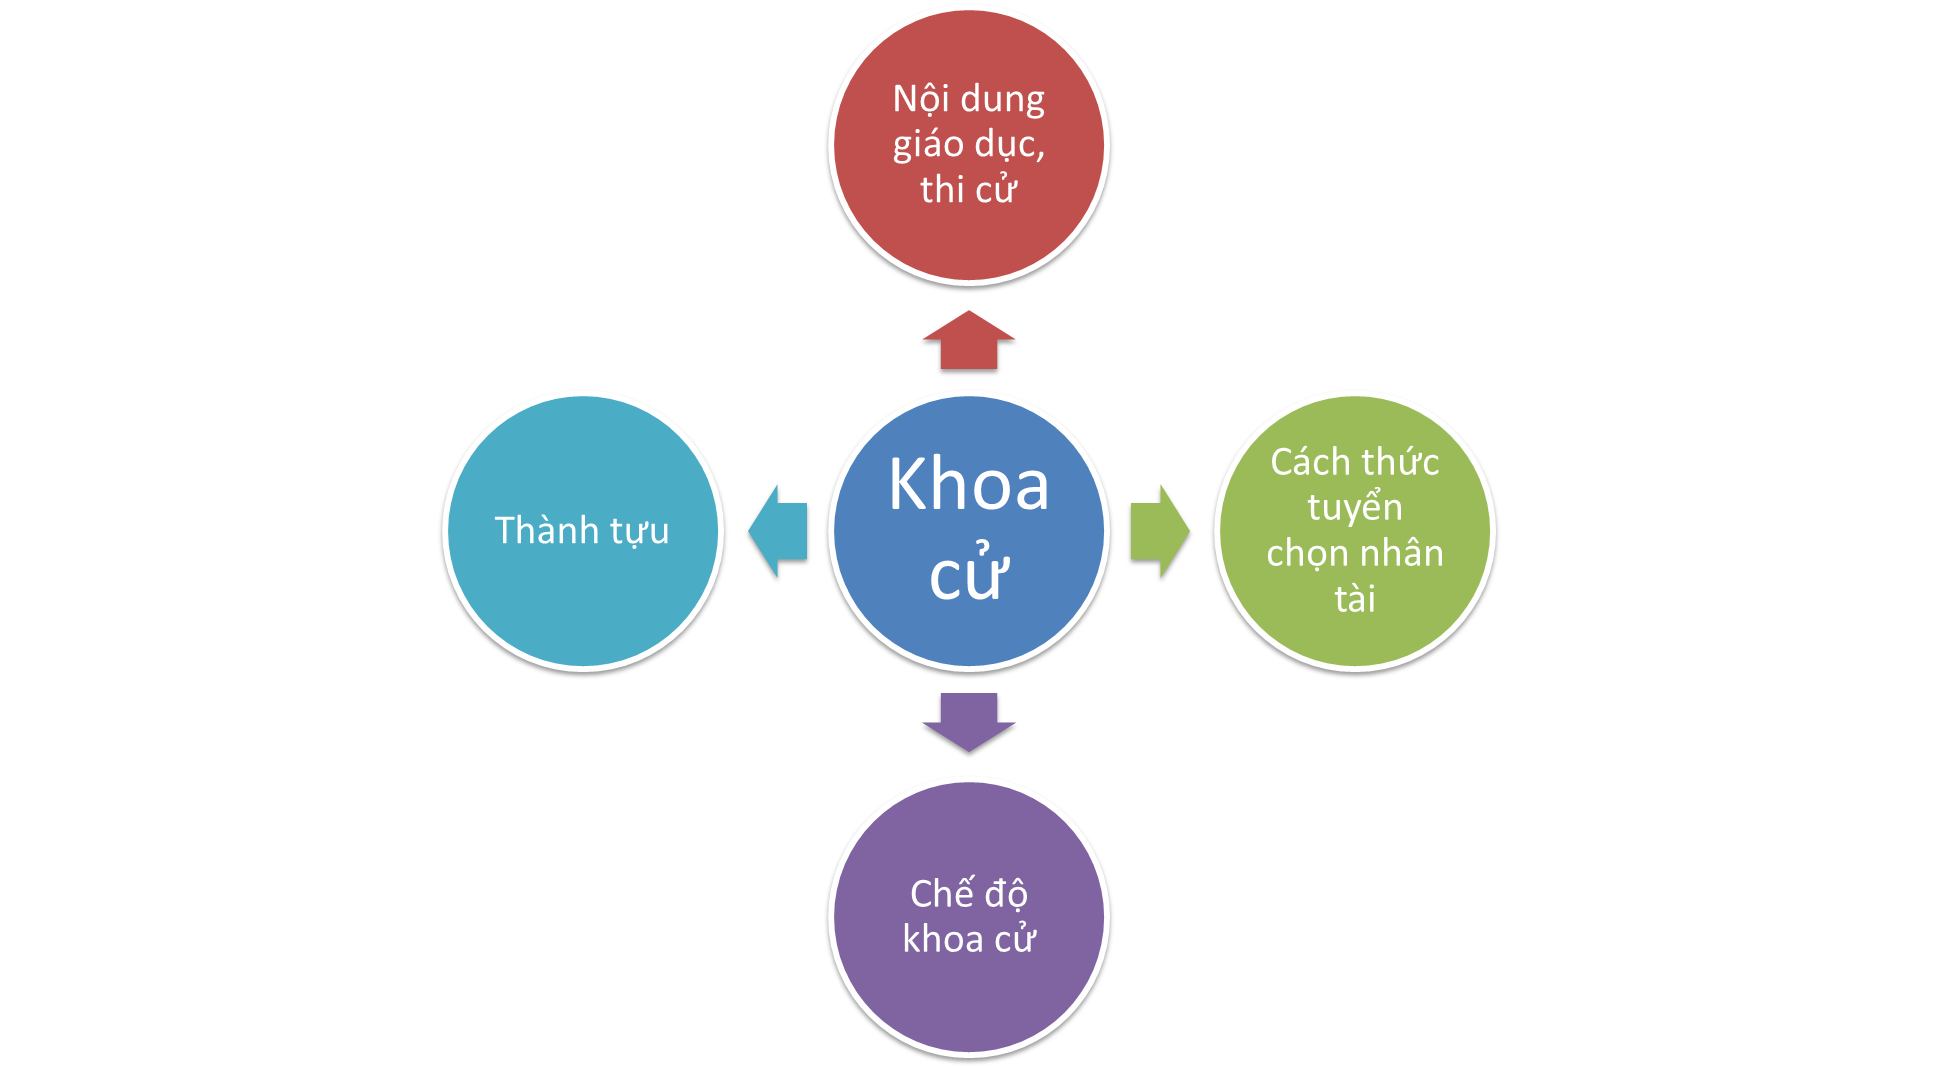 Nội dung
giáo dục,
thi cử
Thành tựu
Khoa
cử
Cách thức
tuyển
chọn nhân
tài
Chế độ
khoa cử